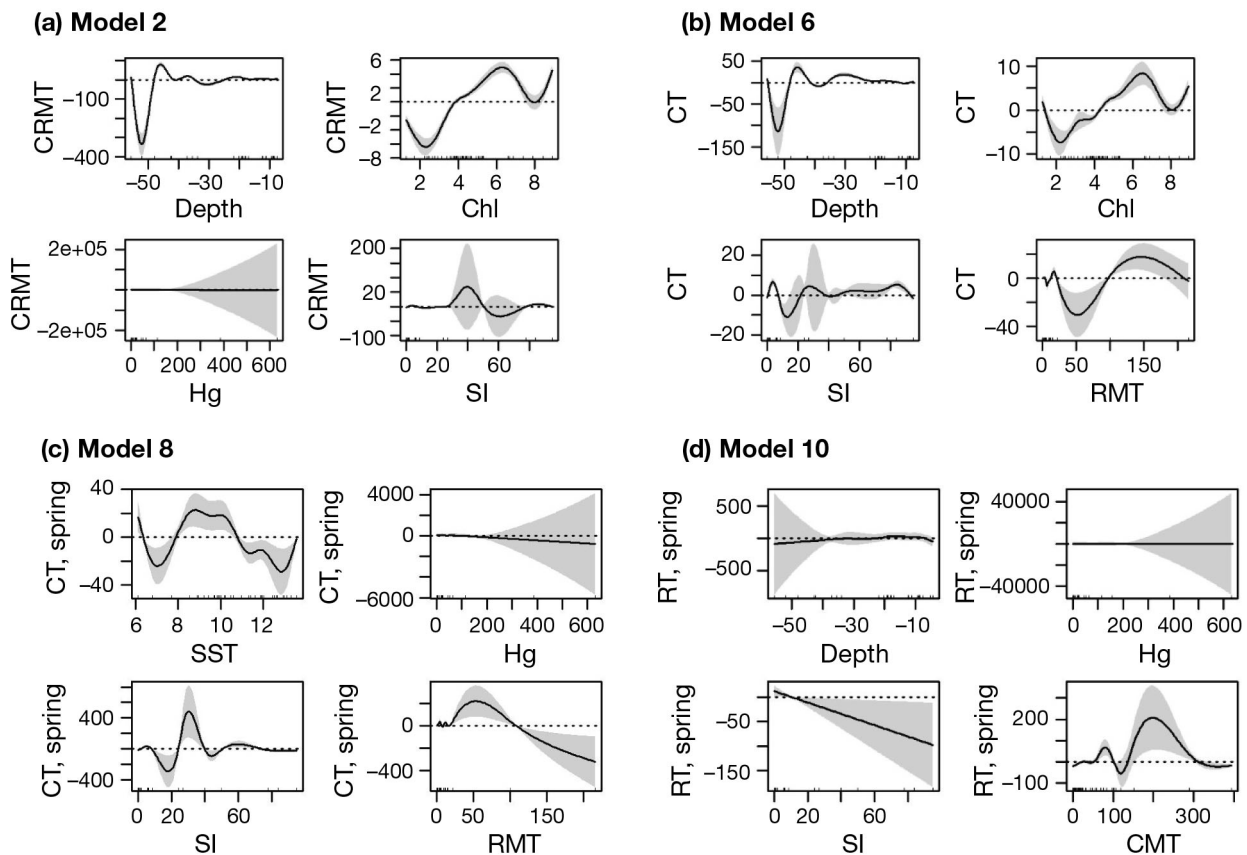 (a) Model 2
CRMT
−100
−400
−50 −30 −10
Depth
CRMT
6
2
−2
−8
2 4 6 8
Chl
CRMT
2e+05
−2e+05
0 200 400 600
Hg
CRMT
200
20
−100
0 20 60
SI
(b) Model 6
CT
50
0
−50
−150
−50 −30 −10
Depth
CT
10
0
−10
2 4 6 8
Chl
CT
20
0
−20
0 20 60
SI
CT
0
−40
0 50 150
RMT
(c) Model 8
CT, spring
40
0
−40
6 8 10 12
SST
CT, spring
4000
0
−6000
0 200 400 600
Hg
CT, spring
400
−400
0 20 60
SI
CT, spring
0
−400
0 50 150
RMT
(d) Model 10
RT, spring
500
−500
−50 −30 −10
Depth
RT, spring
40000
−40000
0 200 400 600
Hg
RT, spring
−50
−150
0 20 60
SI
RT, spring
200
−100
0 100 300
CMT